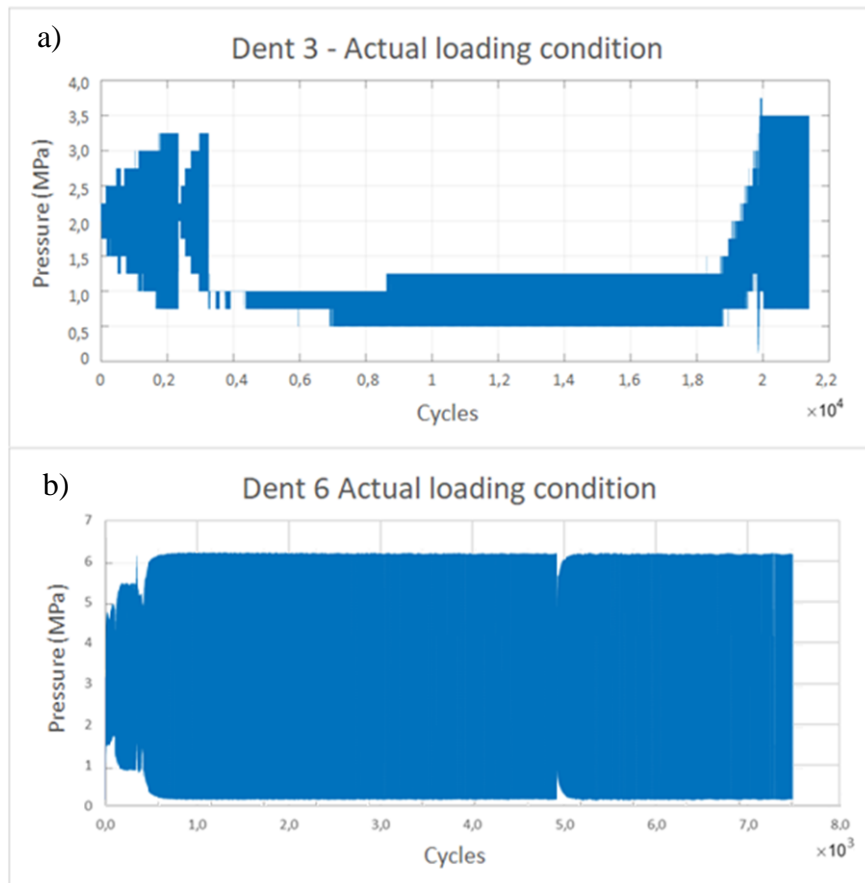 a)
Dent 3 - Actual loading condition
4,0
3,5
3,0
2,5
2,0
1,5
1,0
0,5
0
Pressure (MPa)
0 0,2 0,4 0,6 0,8 1 1,2 1,4 1,6 1,8 2 2,2
×10⁴
Cycles
b)
Dent 6 Actual loading condition
7
6
5
4
3
2
1
0
Pressure (MPa)
0,0 1,0 2,0 3,0 4,0 5,0 6,0 7,0 8,0
×10³
Cycles